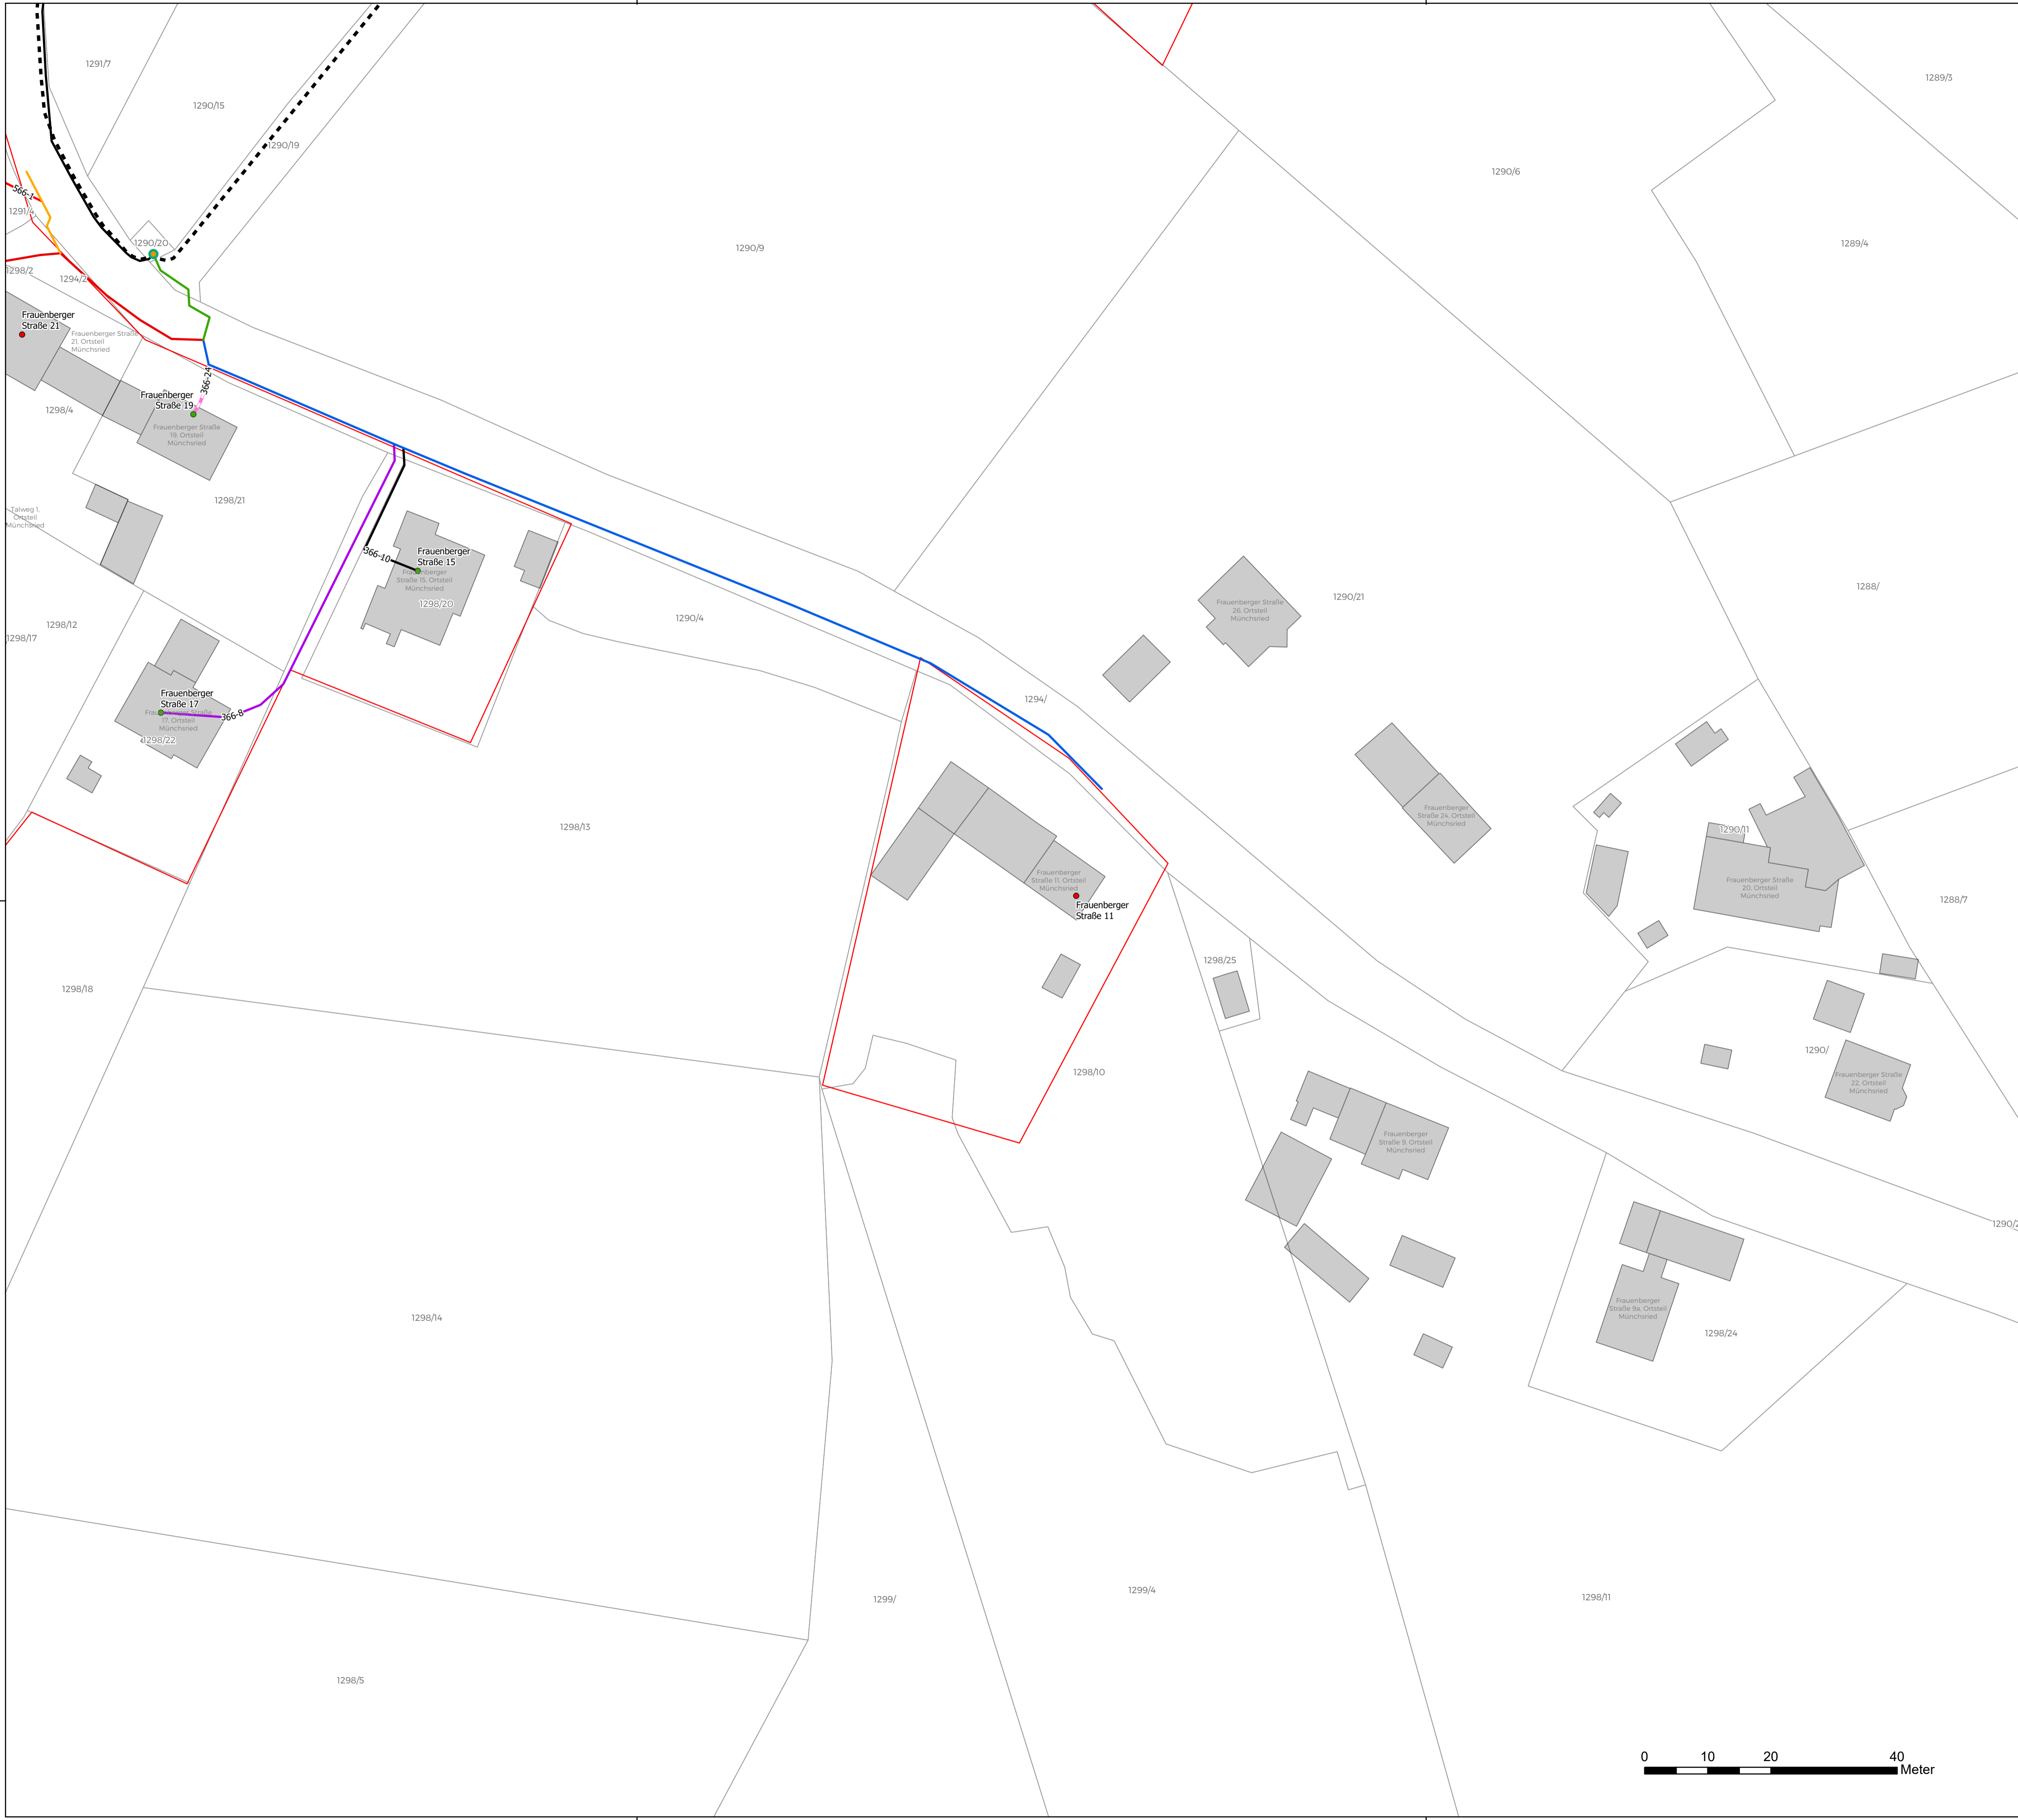 1291/7
1289/3
1290/15
1290/19
1290/6
566-1
1291/4
1290/20
1290/9
1289/4
1298/2
1294/2
Frauenberger
Straße 21
Frauenberger Straße
21, Ortsteil
Münchsried
366-24
Frauenberger
Straße 19
1298/4
Frauenberger Straße
19, Ortsteil
Münchsried
1298/21
Talweg 1,
Ortsteil
Münchsried
366-10
Frauenberger
Straße 15
Frauenberger
Straße 15, Ortsteil
Münchsried
1298/20
1288/
1290/21
Frauenberger Straße
26, Ortsteil
Münchsried
1290/4
1298/12
1298/17
1294/
Frauenberger
Straße 17
366-8
Frauenberger Straße
17, Ortsteil
Münchsried
1298/22
1298/13
Frauenberger
Straße 24, Ortsteil
Münchsried
1290/11
Frauenberger
Straße 11, Ortsteil
Münchsried
Frauenberger
Straße 11
Frauenberger Straße
20, Ortsteil
Münchsried
1288/7
1298/25
1298/18
1290/
1298/10
Frauenberger Straße
22, Ortsteil
Münchsried
Frauenberger
Straße 9, Ortsteil
Münchsried
1290/2
Frauenberger
Straße 9a, Ortsteil
Münchsried
1298/14
1298/24
1299/4
1299/
1298/11
1298/5
0 10 20 40
Meter